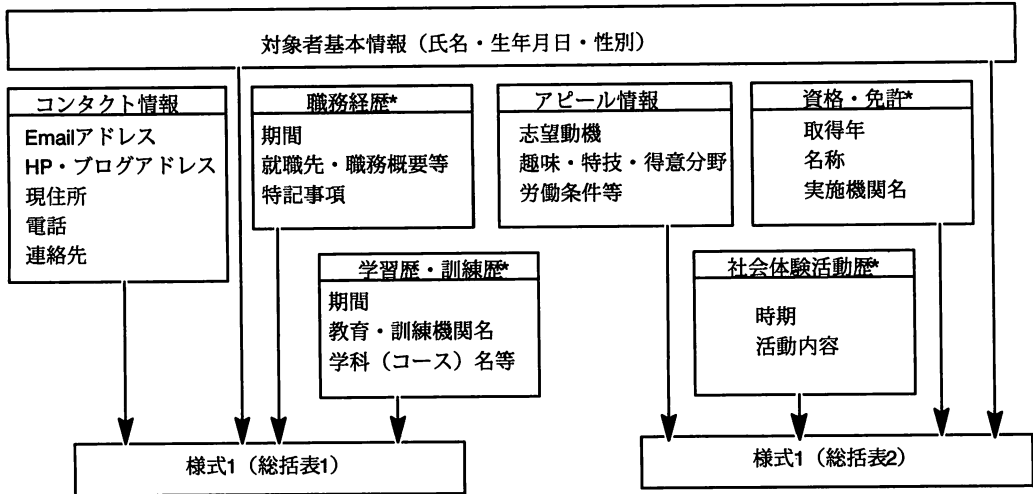 対象者基本情報（氏名・生年月日・性別）
コンタクト情報
Emailアドレス
HP・ブログアドレス
現住所
電話
連絡先
職務経歴*
期間
就職先・職務概要等
特記事項
アピール情報
志望動機
趣味・特技・得意分野
労働条件等
資格・免許*
取得年
名称
実施機関名
学習歴・訓練歴*
期間
教育・訓練機関名
学科（コース）名等
社会体験活動歴*
時期
活動内容
様式1（総括表1）
様式1（総括表2）